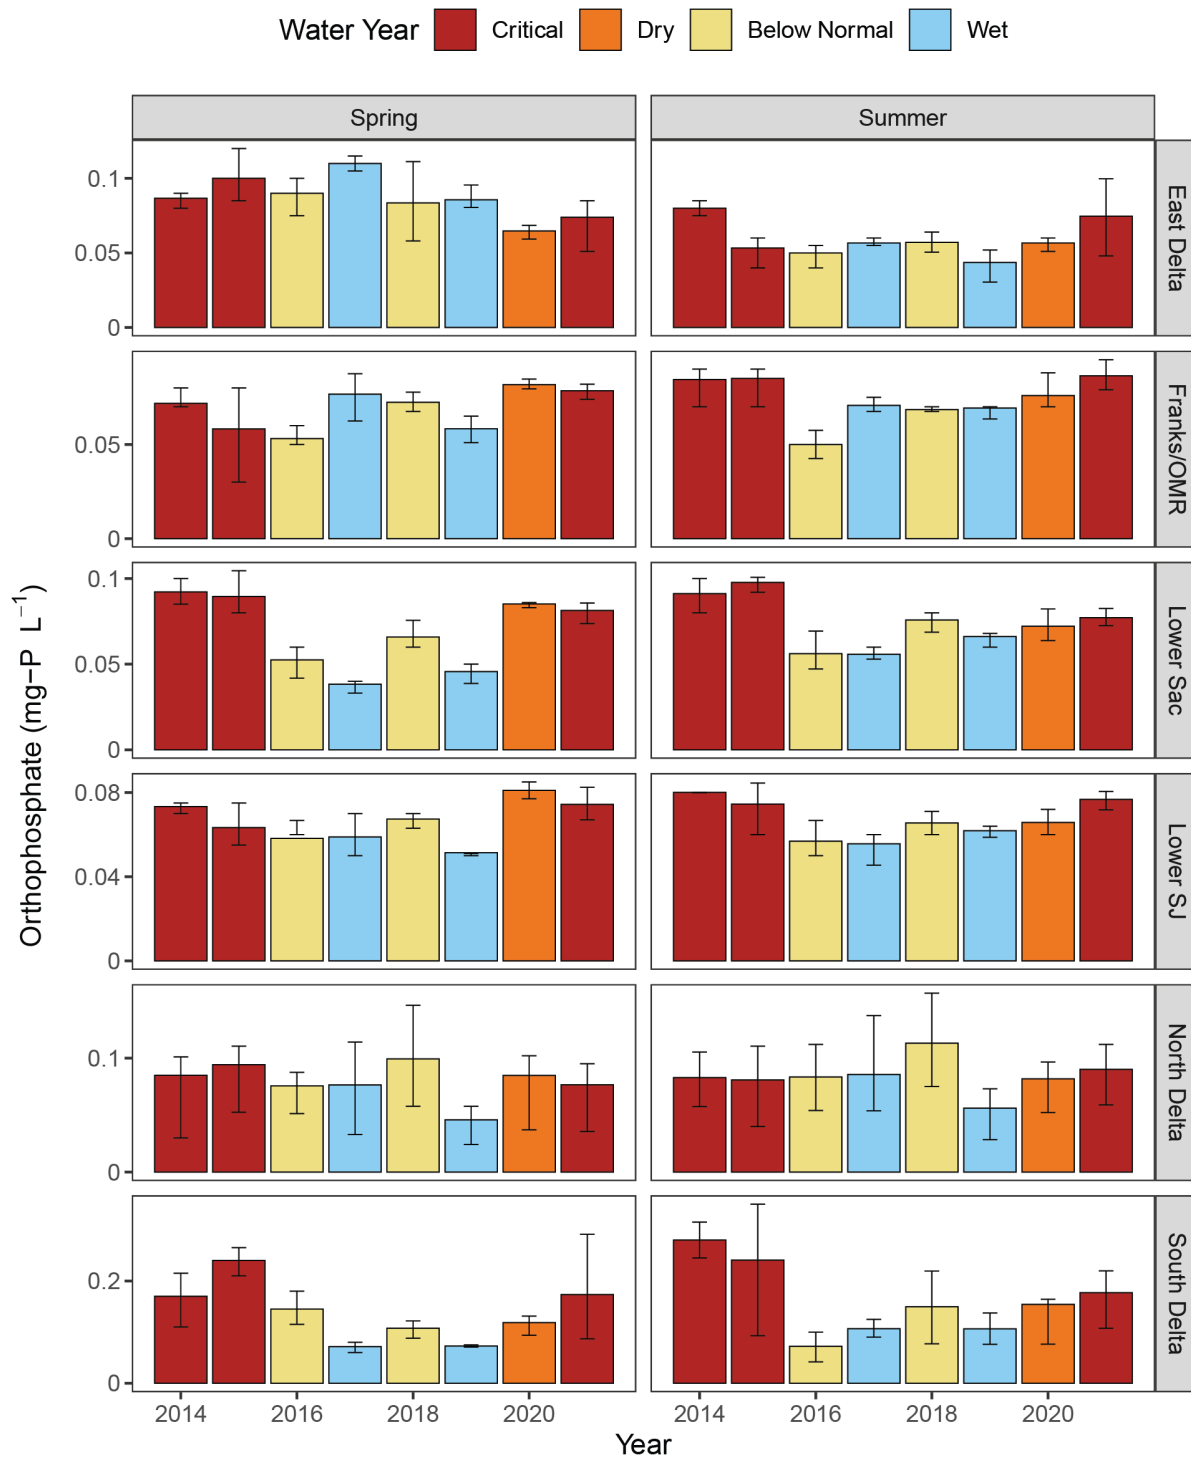 Water Year Critical Dry Below Normal Wet
Spring Summer
East Delta
0.1
0.05
0
Franks/OMR
0.05
0
Lower Sac
0.1
0.05
0
Lower SJ
0.08
0.04
0
North Delta
0.1
0
South Delta
0.2
0
Orthophosphate (mg−P L⁻¹)
2014 2016 2018 2020 2014 2016 2018 2020
Year